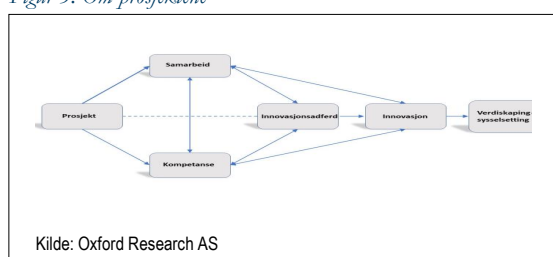 Figur 9: Om prosjektene
Samarbeid
Prosjekt
Innovasjonsadferd
Innovasjon
Verdiskaping
sysselsetting
Kompetanse
Kilde: Oxford Research AS